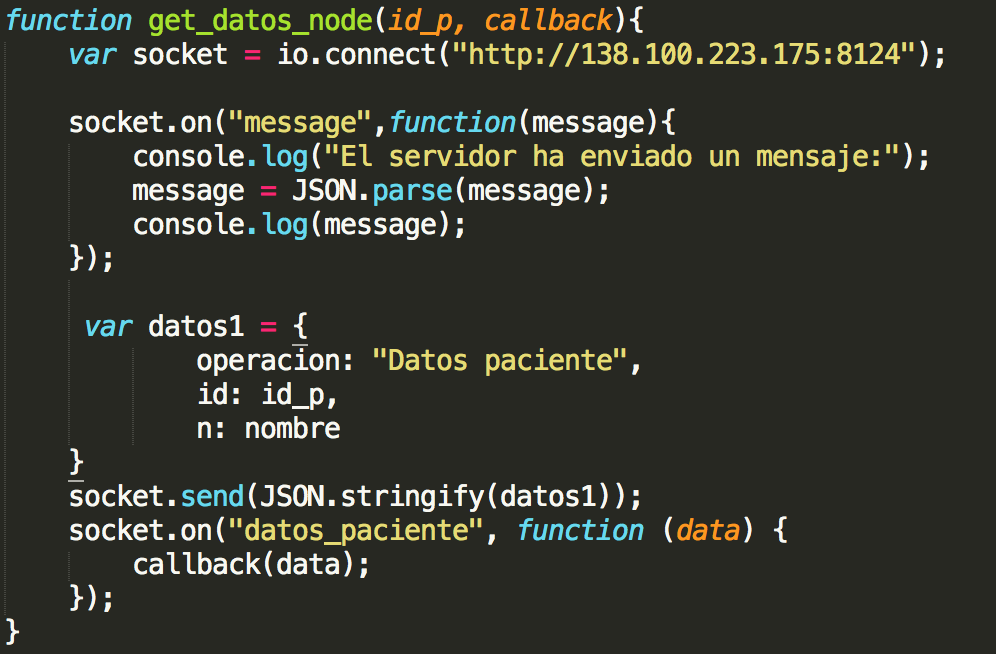 function get_datos_node(id_p, callback){
var socket = io.connect("http://138.100.223.175:8124");
socket.on("message",function(message){
console.log("El servidor ha enviado un mensaje:");
message = JSON.parse(message);
console.log(message);
});
var datos1 = {
operacion: "Datos paciente",
id: id_p,
n: nombre
}
socket.send(JSON.stringify(datos1));
socket.on("datos_paciente", function (data) {
callback(data);
});
}